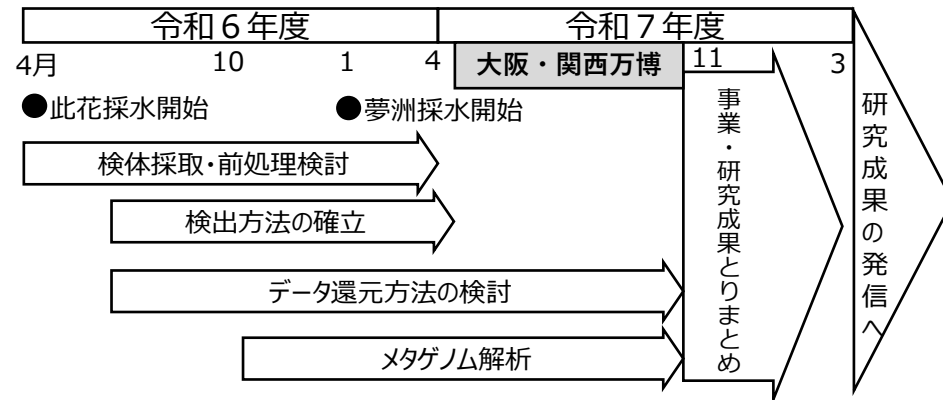 令和６年度 令和７年度
4月 10 1 4 大阪・関西万博 11 3
●此花採水開始 ●夢洲採水開始
検体採取・前処理検討
検出方法の確立
データ還元方法の検討
メタゲノム解析
事業・研究成果とりまとめ
研究成果の発信へ